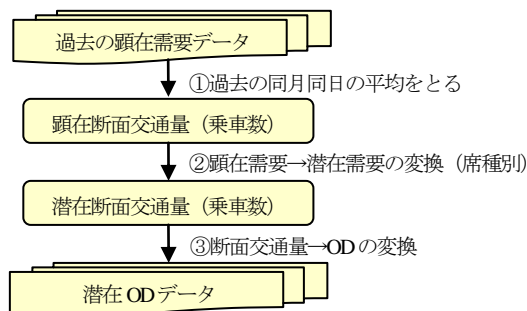 過去の顕在需要データ
①過去の同月同日の平均をとる
顕在断面交通量（乗車数）
②顕在需要→潜在需要の変換（席種別）
潜在断面交通量（乗車数）
③断面交通量→ODの変換
潜在ODデータ